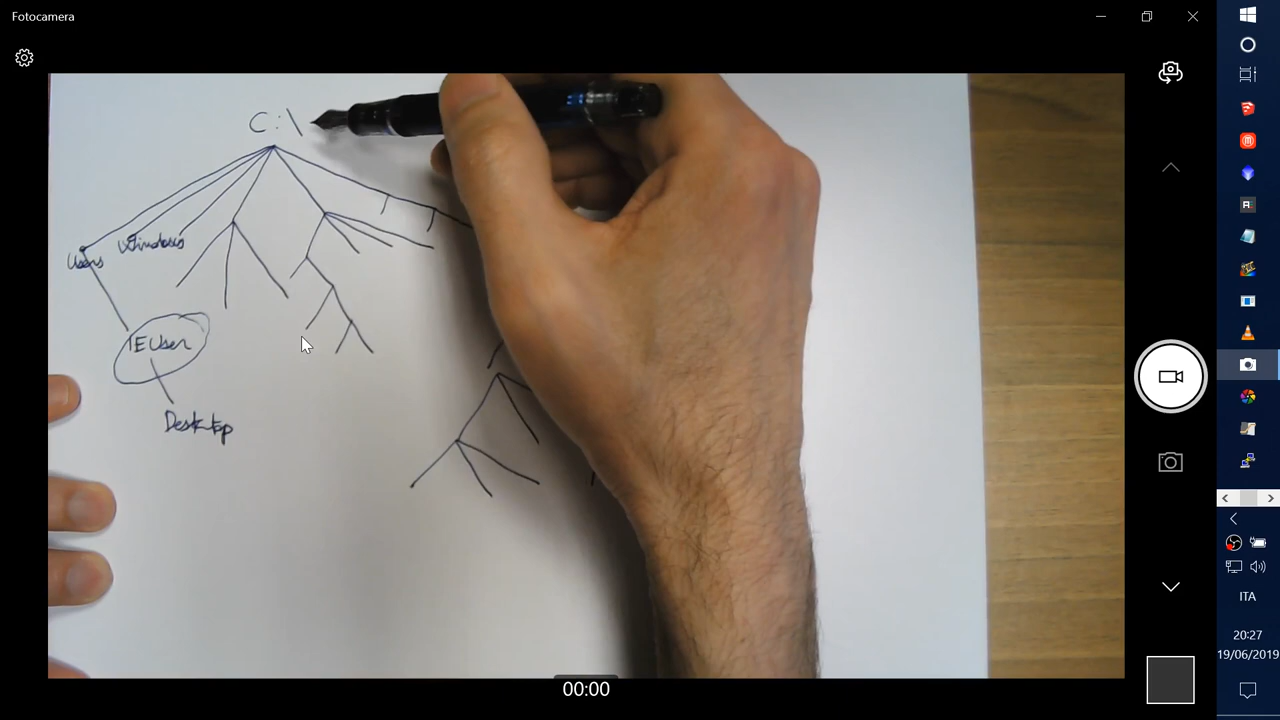 Fotocamera
C:\
Users
Windows
IEUser
Desktop
00:00
ITA
20:27
19/06/2019